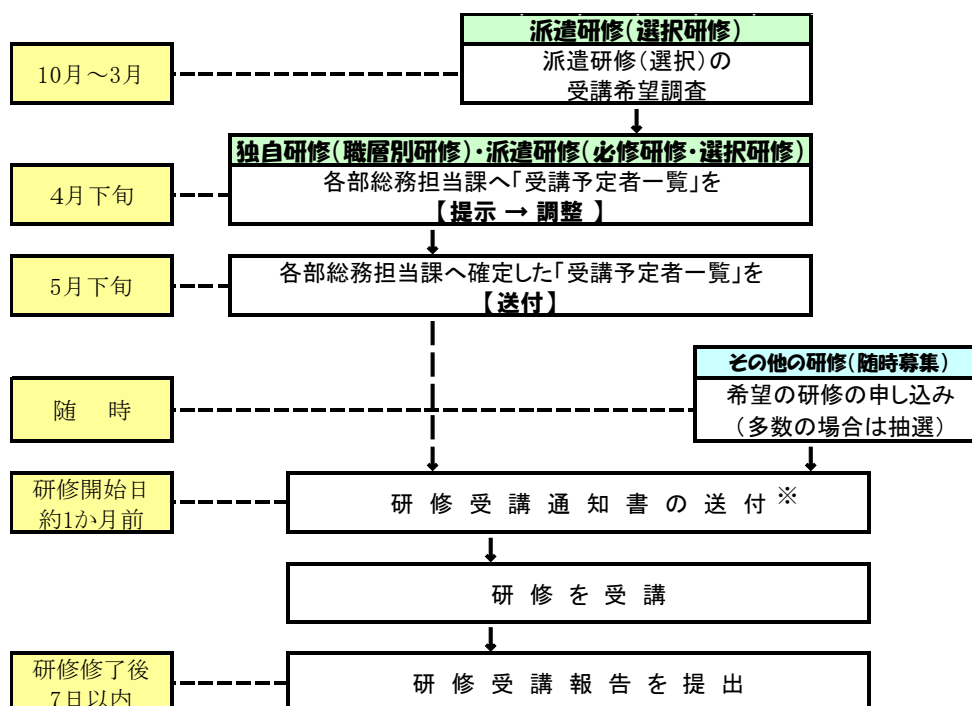 派遣研修(選択研修)
10月～3月
派遣研修(選択)の
受講希望調査
独自研修(職層別研修)・派遣研修(必修研修・選択研修)
4月下旬
各部総務担当課へ「受講予定者一覧」を
【提示 → 調整 】
5月下旬
各部総務担当課へ確定した「受講予定者一覧」を
【送付】
その他の研修(随時募集)
随　時
希望の研修の申し込み
(多数の場合は抽選)
研修開始日
約1か月前
研 修 受 講 通 知 書 の 送 付 ※
研 修 を 受 講
研修修了後
7日以内
研 修 受 講 報 告 を 提 出